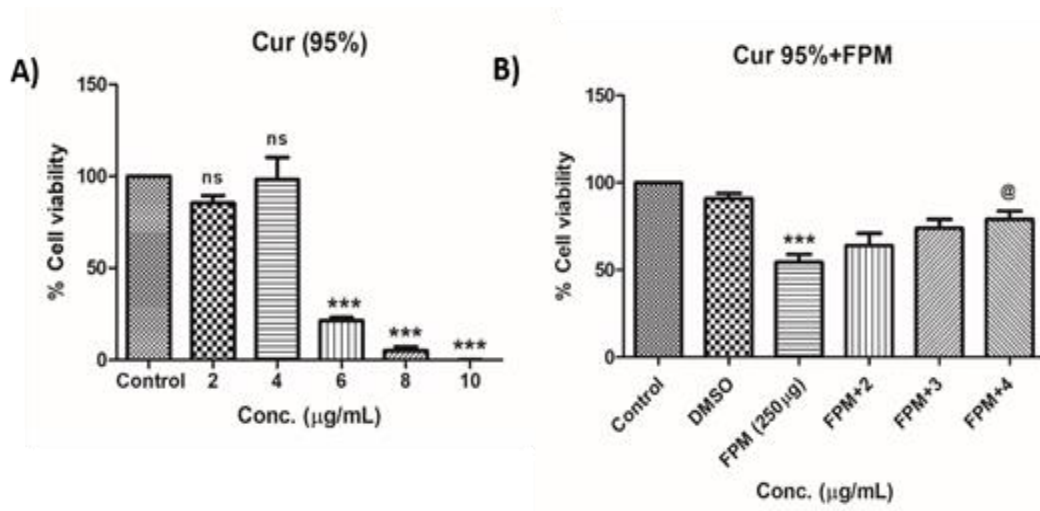 A)
Cur (95%)
% Cell viability
150
100
50
0
ns
ns
***
***
***
Control 2 4 6 8 10
Conc. (μg/mL)
B)
Cur 95%+FPM
% Cell viability
150
100
50
0
***
@
Control
DMSO
FPM (250μg)
FPM+2
FPM+3
FPM+4
Conc. (μg/mL)